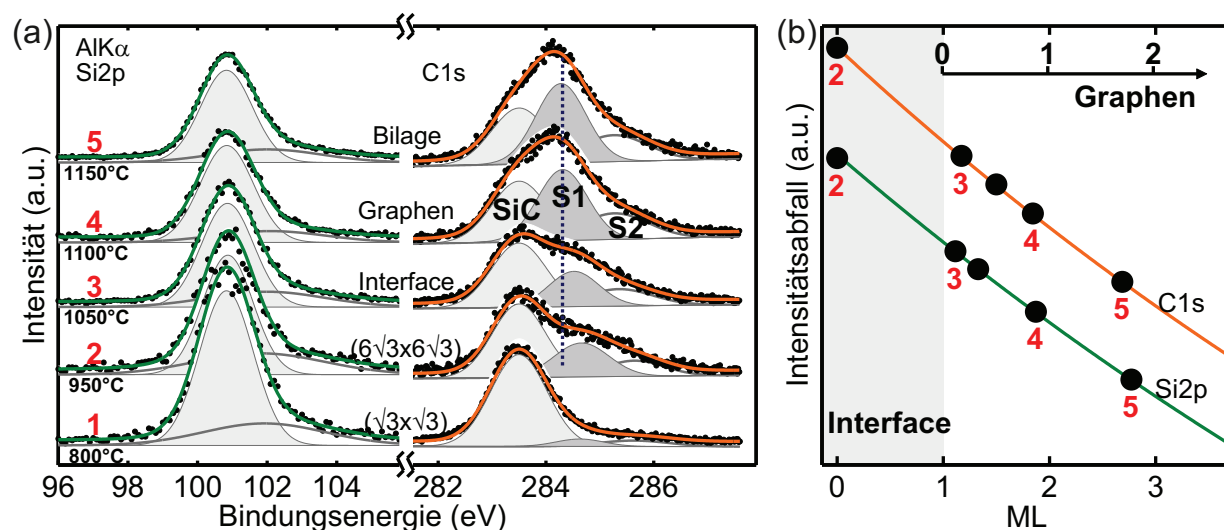 (a)
AlKα
Si2p
C1s
5
1150°C
Bilage
4
1100°C
Graphen
SiC
S1
S2
3
1050°C
Interface
2
950°C
(6√3x6√3)
1
800°C
(√3x√3)
Intensität (a.u.)
96 98 100 102 104 282 284 286
Bindungsenergie (eV)
(b)
0 1 2
Graphen
2
3
4
5
C1s
2
3
4
5
Si2p
Interface
Intensitätsabfall (a.u.)
0 1 2 3
ML